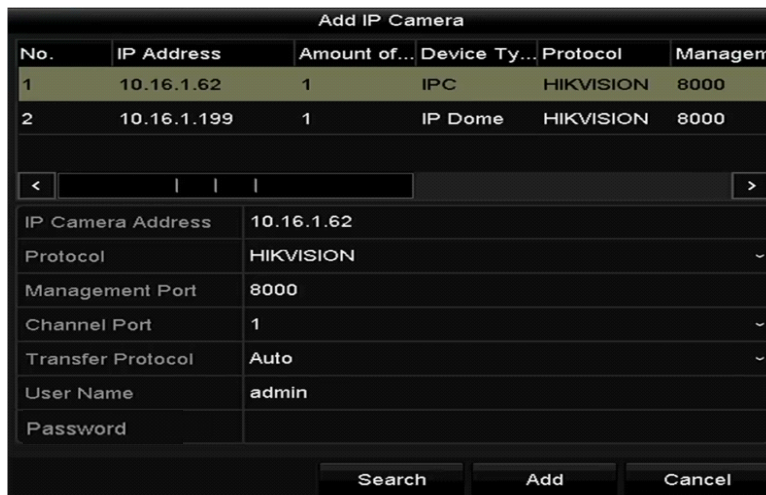 Add IP Camera
No. IP Address Amount of... Device Ty... Protocol Managem
1 10.16.1.62 1 IPC HIKVISION 8000
2 10.16.1.199 1 IP Dome HIKVISION 8000
IP Camera Address 10.16.1.62
Protocol HIKVISION
Management Port 8000
Channel Port 1
Transfer Protocol Auto
User Name admin
Password
Search Add Cancel